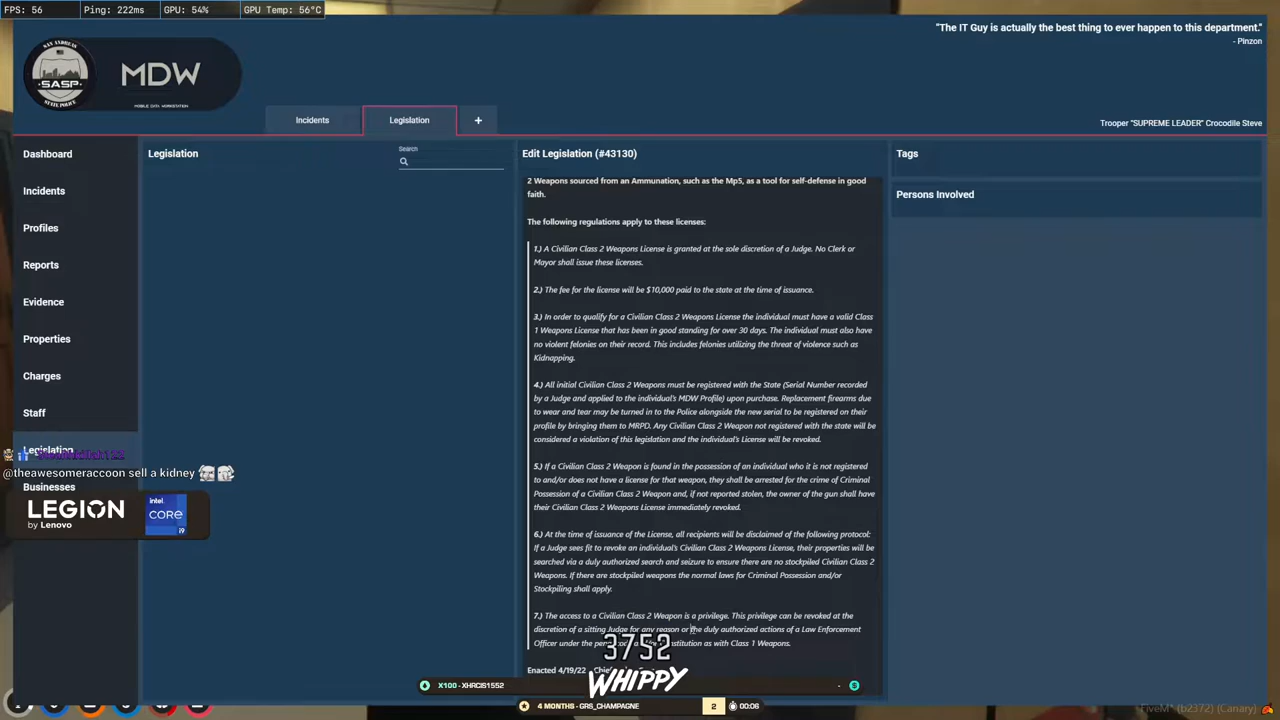 FPS: 56 Ping: 222ms GPU: 54% GPU Temp: 56°C
"The IT Guy is actually the best thing to ever happen to this department."
- Pinzon
SAN ANDREAS
SASP
STATE POLICE
MDW
MOBILE DATA WORKSTATION
Incidents
Legislation
+
Trooper "SUPREME LEADER" Crocodile Steve
Dashboard
Incidents
Profiles
Reports
Evidence
Properties
Charges
Staff
Legislation
Businesses
@theawesomeraccoon sell a kidney
LEGION
by Lenovo
intel
CORE
i9
Legislation
Search
Edit Legislation (#43130)
2 Weapons sourced from an Ammunation, such as the Mp5, as a tool for self-defense in good
faith.
The following regulations apply to these licenses:
1.) A Civilian Class 2 Weapons License is granted at the sole discretion of a Judge. No Clerk or
Mayor shall issue these licenses.
2.) The fee for the license will be $10,000 paid to the state at the time of issuance.
3.) In order to qualify for a Civilian Class 2 Weapons License the individual must have a valid Class
1 Weapons License that has been in good standing for over 30 days. The individual must also have
no violent felonies on their record. This includes felonies utilizing the threat of violence such as
Kidnapping.
4.) All initial Civilian Class 2 Weapons must be registered with the State (Serial Number recorded
by a Judge and applied to the individual's MDW Profile) upon purchase. Replacement firearms due
to wear and tear may be turned in to the Police alongside the new serial to be registered on their
profile by bringing them to MRPD. Any Civilian Class 2 Weapon not registered with the state will be
considered a violation of this legislation and the individual's License will be revoked.
5.) If a Civilian Class 2 Weapon is found in the possession of an individual who it is not registered
to and/or does not have a license for that weapon, they shall be arrested for the crime of Criminal
Possession of a Civilian Class 2 Weapon and, if not reported stolen, the owner of the gun shall have
their Civilian Class 2 Weapons License immediately revoked.
6.) At the time of issuance of the License, all recipients will be disclaimed of the following protocol:
If a Judge sees fit to revoke an individual's Civilian Class 2 Weapons License, their properties will be
searched via a duly authorized search and seizure to ensure there are no stockpiled Civilian Class 2
Weapons. If there are stockpiled weapons the normal laws for Criminal Possession and/or
Stockpiling shall apply.
7.) The access to a Civilian Class 2 Weapon is a privilege. This privilege can be revoked at the
discretion of a sitting Judge for any reason or the duly authorized actions of a Law Enforcement
Officer under the as with Class 1 Weapons.
Enacted 4/19/22 - Chief
3752
WHIPPY
X100 - XHRCIS1552
-
4 MONTHS - GRS_CHAMPAGNE
2
00:06
Tags
Persons Involved
FiveM* (b2372) (Canary)